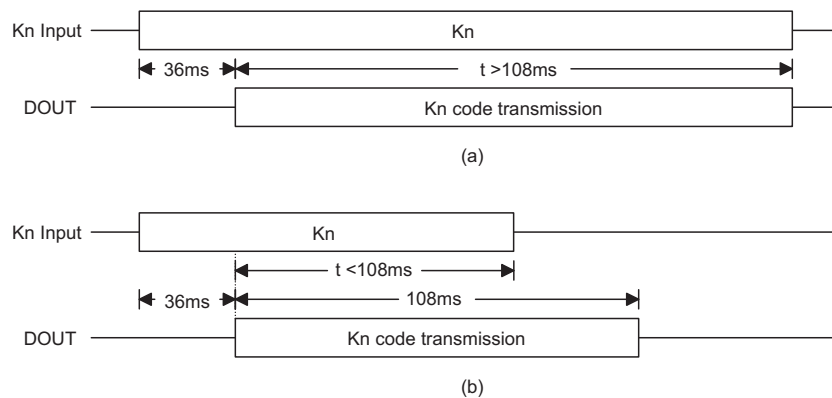 Kn Input
Kn
36ms
t >108ms
DOUT
Kn code transmission
(a)
Kn Input
Kn
t <108ms
36ms
108ms
DOUT
Kn code transmission
(b)